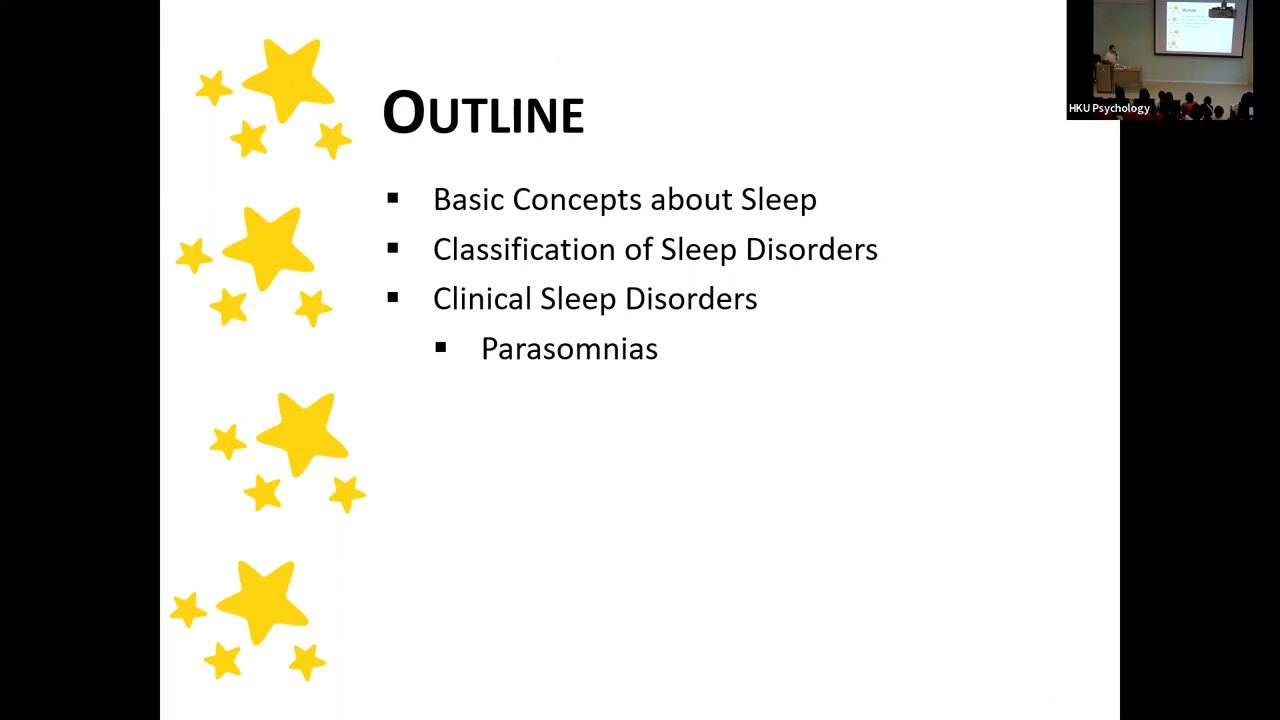 OUTLINE
▪ Basic Concepts about Sleep
▪ Classification of Sleep Disorders
▪ Clinical Sleep Disorders
▪ Parasomnias
HKU Psychology